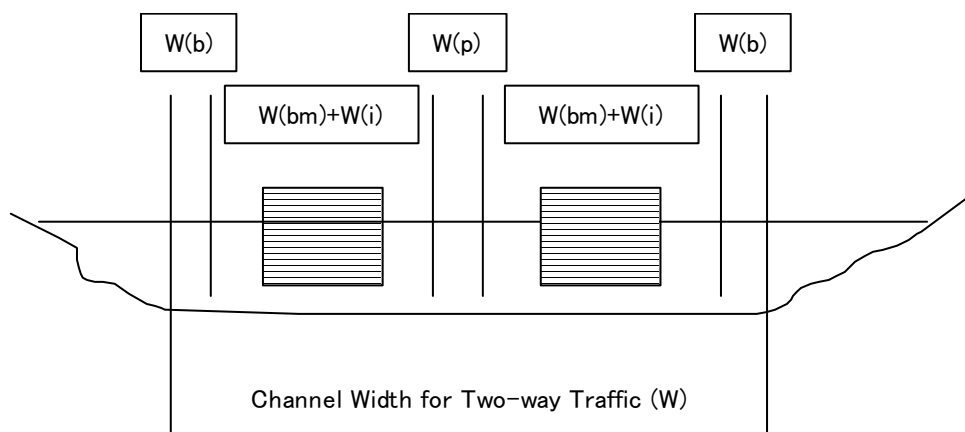 W(b)
W(p)
W(b)
W(bm)+W(i)
W(bm)+W(i)
Channel Width for Two-way Traffic (W)